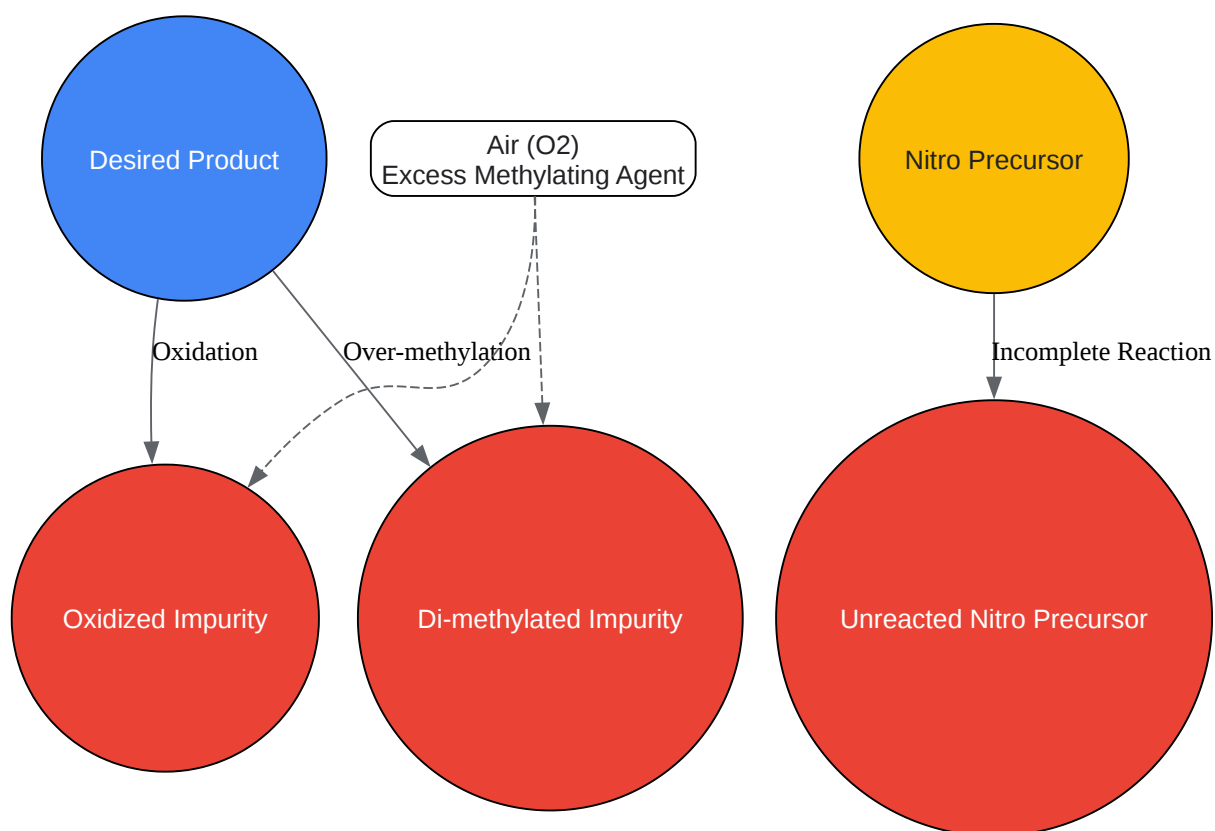 Desired Product
Air (O2)
Excess Methylating Agent
Nitro Precursor
Oxidation
Over-methylation
Incomplete Reaction
Oxidized Impurity
Di-methylated Impurity
Unreacted Nitro Precursor